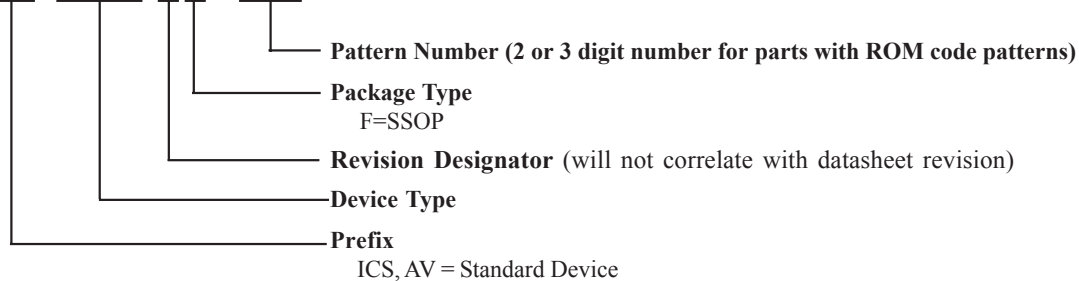 Pattern Number (2 or 3 digit number for parts with ROM code patterns)
Package Type
F=SSOP
Revision Designator (will not correlate with datasheet revision)
Device Type
Prefix
ICS, AV = Standard Device